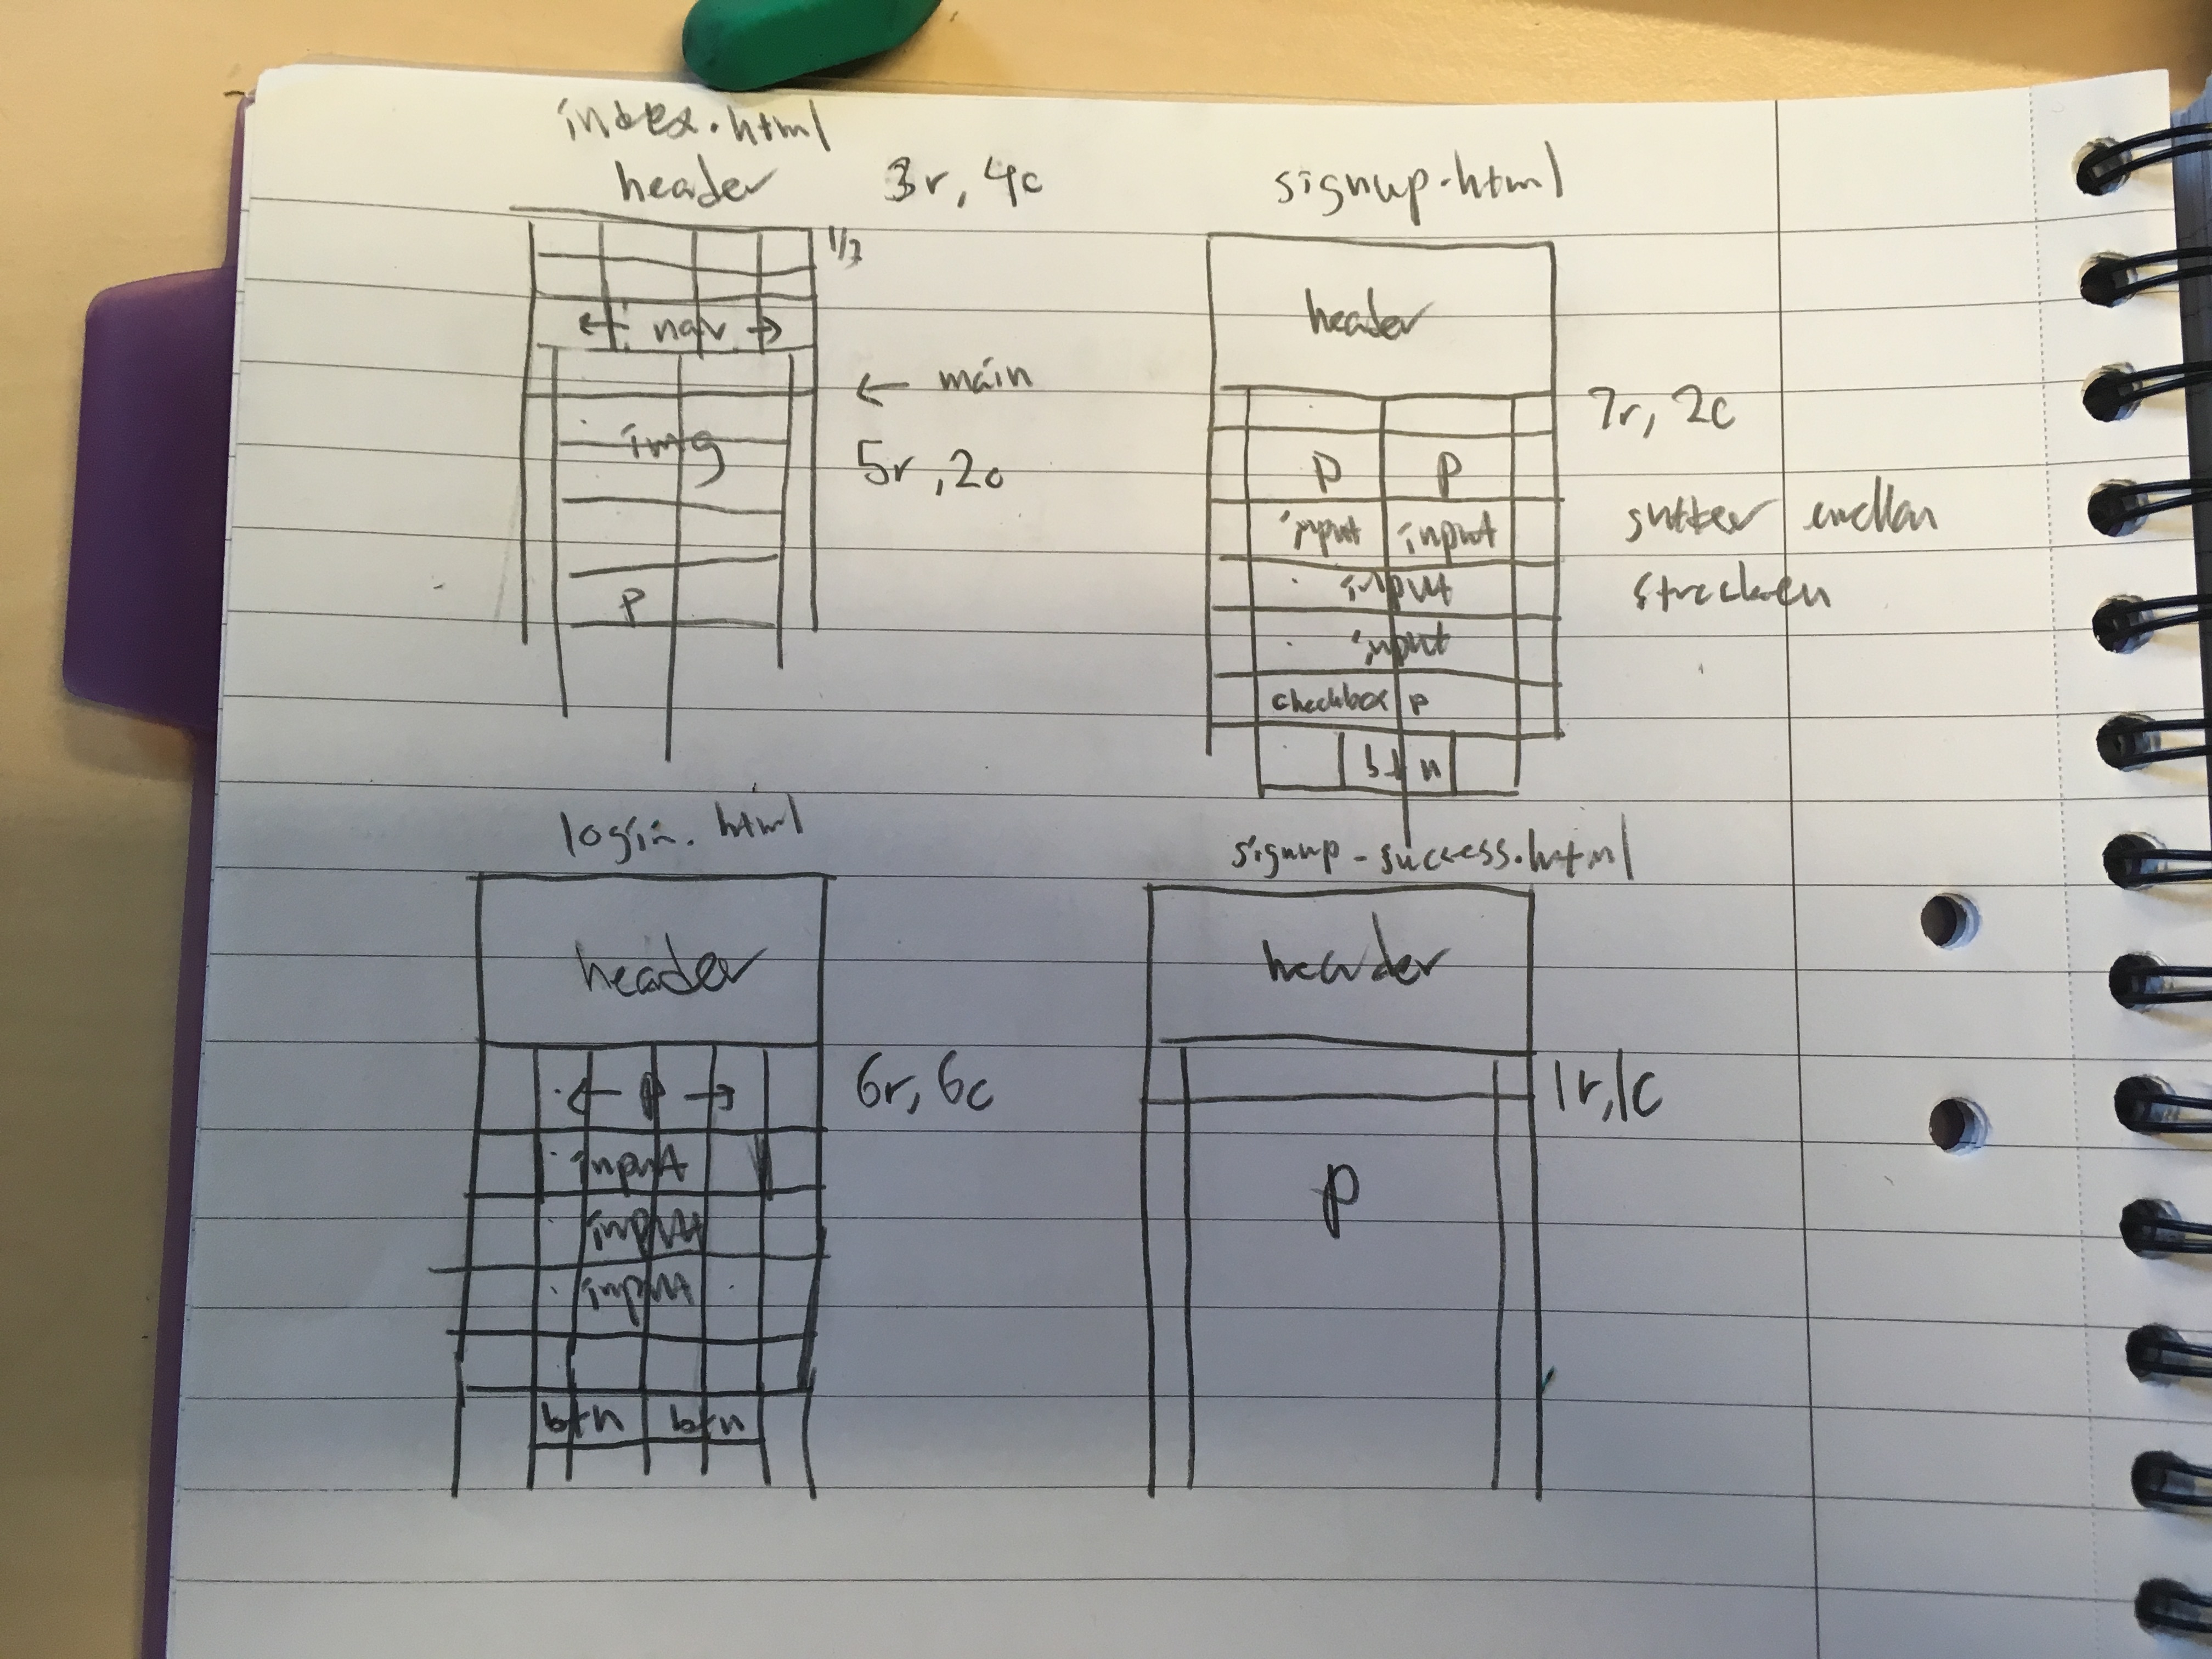 index.html
header
3r, 4c
nav
← main
img
5r, 2c
p
signup.html
header
7r, 2c
p p
input input
input
input
checkbox p
btn
gutter mellan
strecken
login.html
header
6r, 6c
← p →
input
input
input
btn btn
signup-success.html
header
1r, 1c
p